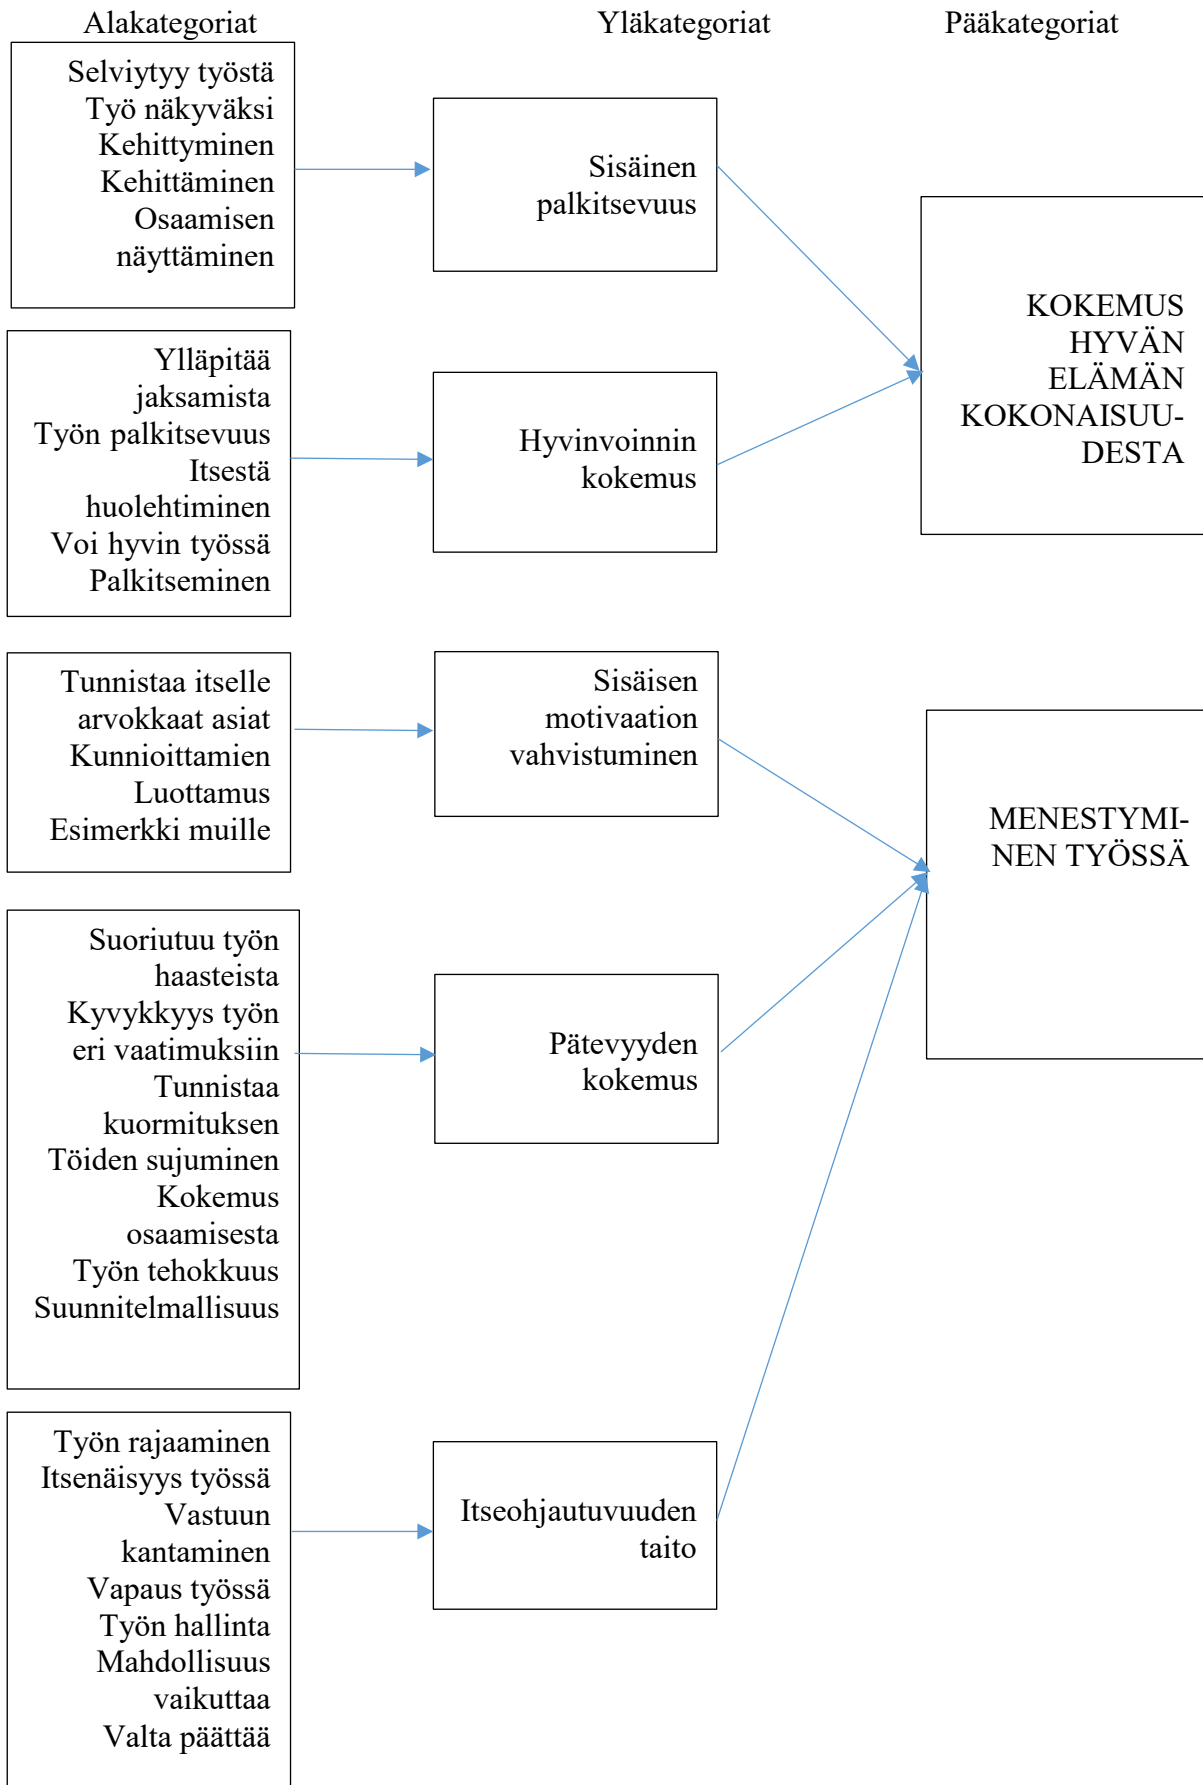 Alakategoriat
Yläkategoriat
Pääkategoriat
Selviytyy työstä
Työ näkyväksi
Kehittyminen
Kehittäminen
Osaamisen
näyttäminen
Sisäinen
palkitsevuus
KOKEMUS
HYVÄN
ELÄMÄN
KOKONAISUU-
DESTA
Ylläpitää
jaksamista
Työn palkitsevuus
Itsestä
huolehtiminen
Voi hyvin työssä
Palkitseminen
Hyvinvoinnin
kokemus
Tunnistaa itselle
arvokkaat asiat
Kunnioittamien
Luottamus
Esimerkki muille
Sisäisen
motivaation
vahvistuminen
MENESTYMI-
NEN TYÖSSÄ
Suoriutuu työn
haasteista
Kyvykkyys työn
eri vaatimuksiin
Tunnistaa
kuormituksen
Töiden sujuminen
Kokemus
osaamisesta
Työn tehokkuus
Suunnitelmallisuus
Pätevyyden
kokemus
Työn rajaaminen
Itsenäisyys työssä
Vastuun
kantaminen
Vapaus työssä
Työn hallinta
Mahdollisuus
vaikuttaa
Valta päättää
Itseohjautuvuuden
taito